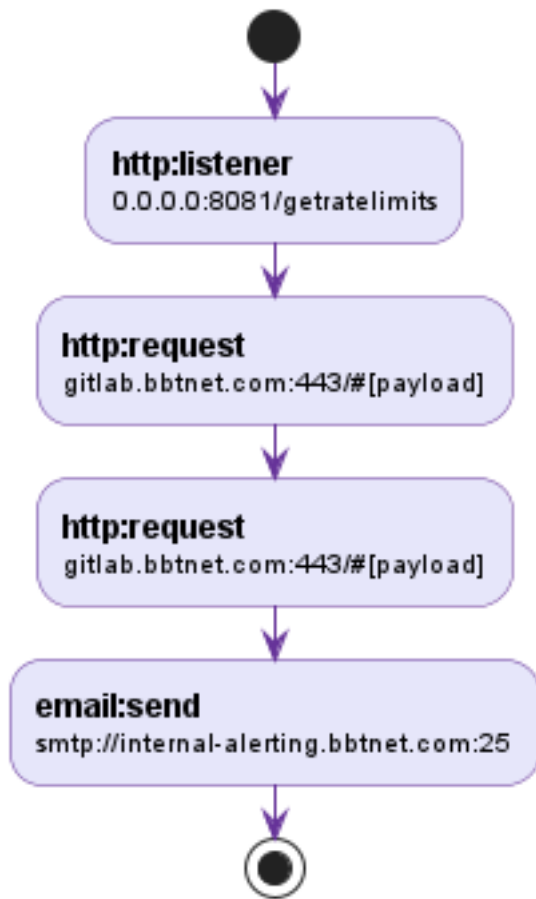 http:listener
0.0.0.0:8081/getratelimits
http:request
gitlab.bbtnet.com:443/#[payload]
http:request
gitlab.bbtnet.com:443/#[payload]
email:send
smtp://internal-alerting.bbtnet.com:25